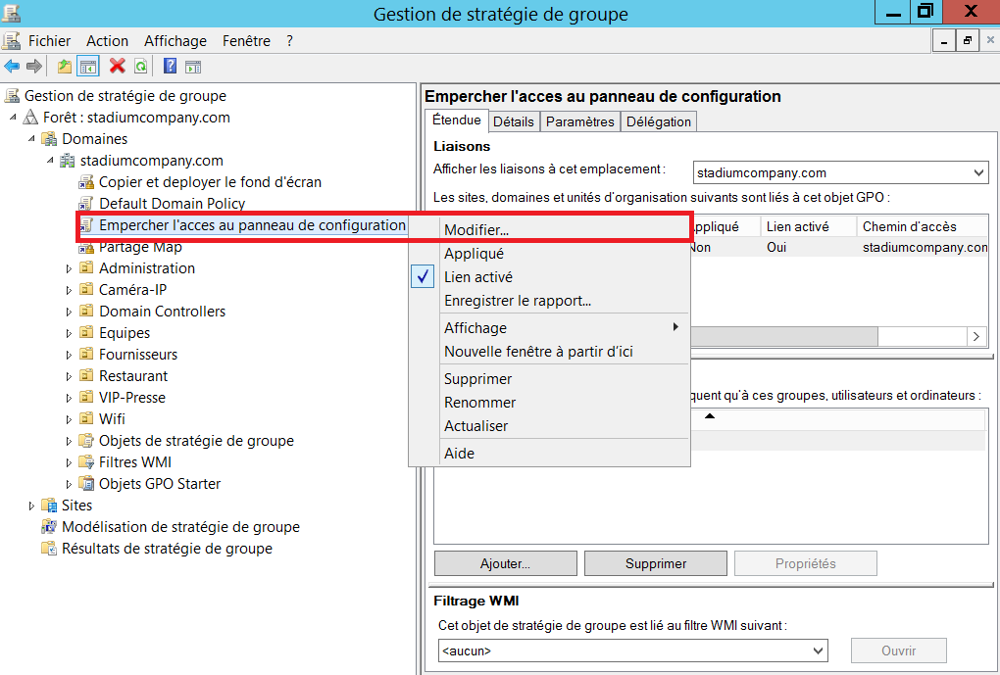 Gestion de stratégie de groupe
Fichier Action Affichage Fenêtre ?
Gestion de stratégie de groupe
Forêt : stadiumcompany.com
Domaines
stadiumcompany.com
Copier et deployer le fond d'écran
Default Domain Policy
Empercher l'acces au panneau de configuration
Partage Map
Administration
Caméra-IP
Domain Controllers
Equipes
Fournisseurs
Restaurant
VIP-Presse
Wifi
Objets de stratégie de groupe
Filtres WMI
Objets GPO Starter
Sites
Modélisation de stratégie de groupe
Résultats de stratégie de groupe
Modifier...
Appliqué
Lien activé
Enregistrer le rapport...
Affichage
Nouvelle fenêtre à partir d'ici
Supprimer
Renommer
Actualiser
Aide
Empercher l'acces au panneau de configuration
Étendue Détails Paramètres Délégation
Liaisons
Afficher les liaisons à cet emplacement : stadiumcompany.com
Les sites, domaines et unités d'organisation suivants sont liés à cet objet GPO :
ppliqué Lien activé Chemin d'accès
Non Oui stadiumcompany.con
quent qu'à ces groupes, utilisateurs et ordinateurs :
Ajouter... Supprimer Propriétés
Filtrage WMI
Cet objet de stratégie de groupe est lié au filtre WMI suivant :
<aucun> Ouvrir